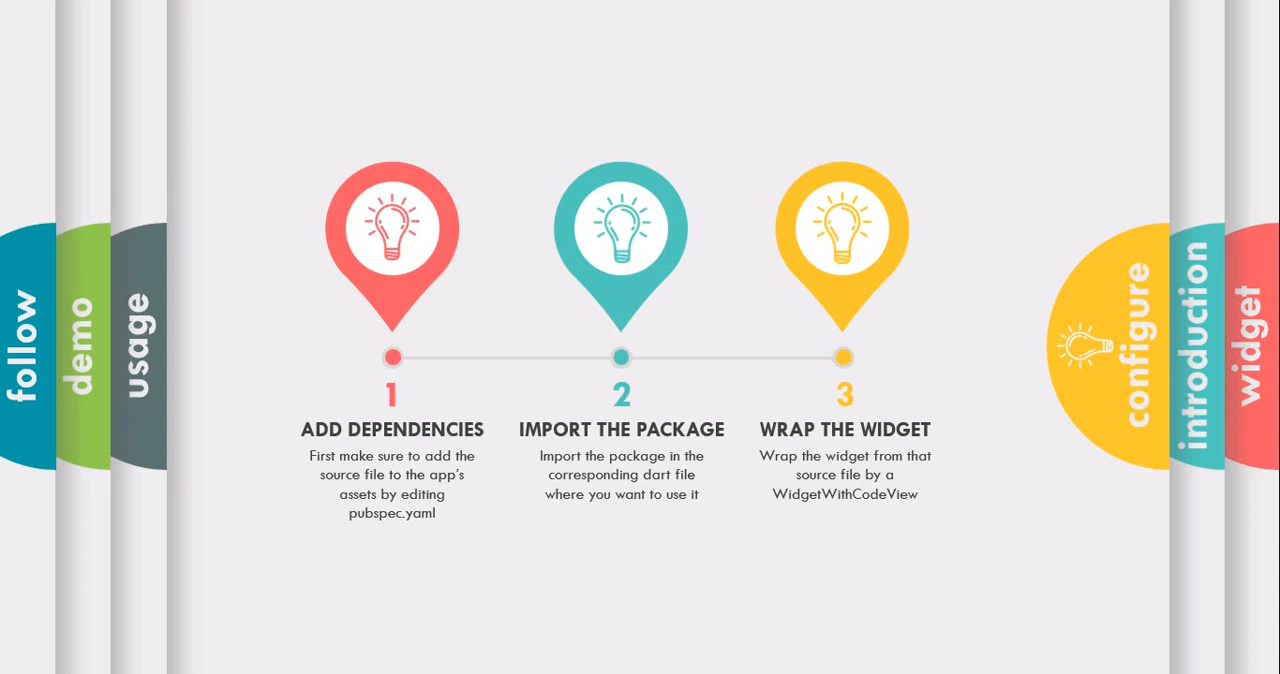 follow
demo
usage
1
ADD DEPENDENCIES
First make sure to add the
source file to the app’s
assets by editing
pubspec.yaml
2
IMPORT THE PACKAGE
Import the package in the
corresponding dart file
where you want to use it
3
WRAP THE WIDGET
Wrap the widget from that
source file by a
WidgetWithCodeView
configure
introduction
widget